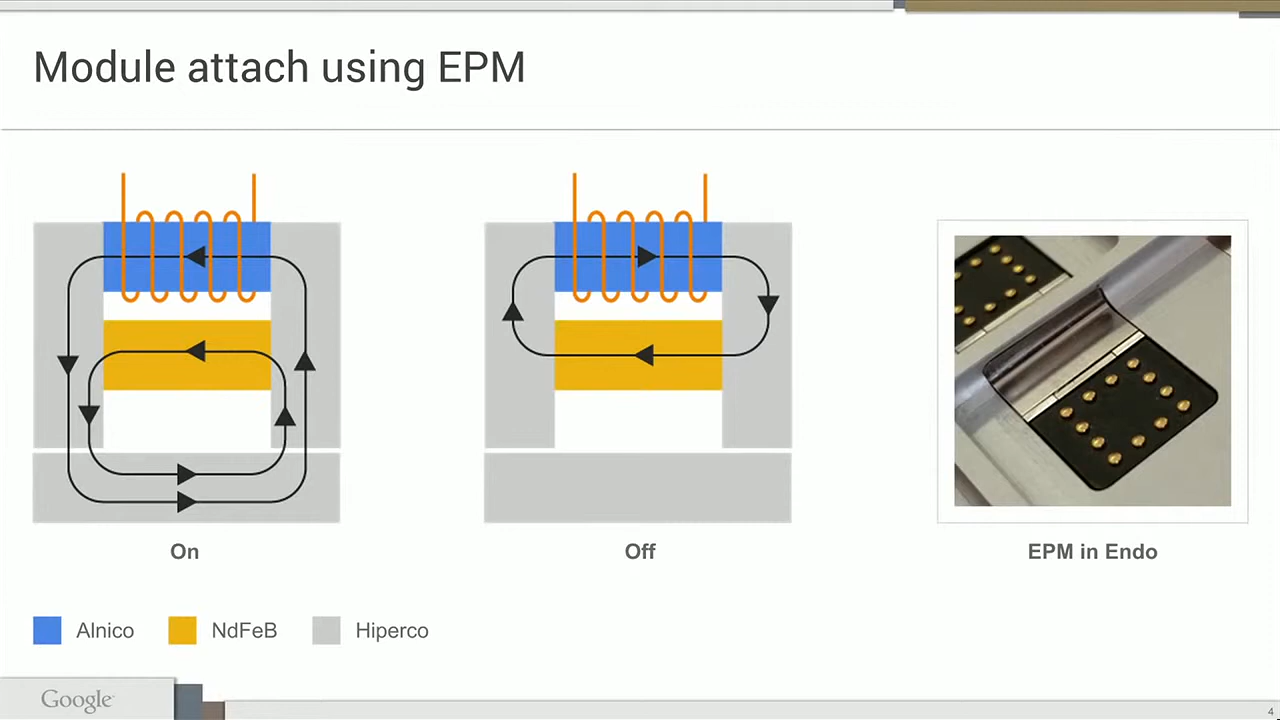 Module attach using EPM
On
Off
EPM in Endo
Alnico
NdFeB
Hiperco
Google
4